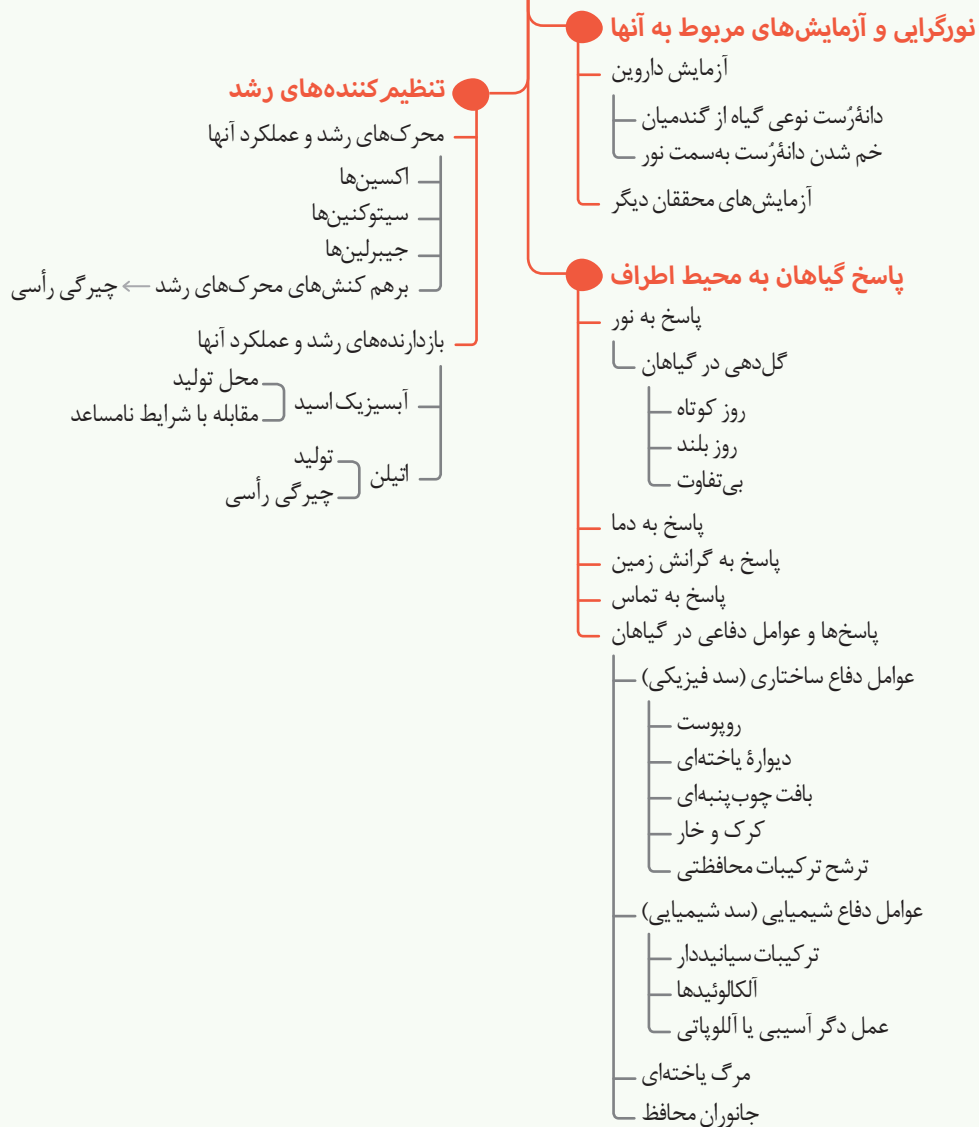 نورگرایی و آزمایش‌های مربوط به آنها
آزمایش داروین
دانهٔ‌رُست نوعی گیاه از گندمیان
خم شدن دانهٔ‌رُست به‌سمت نور
آزمایش‌های محققان دیگر
پاسخ گیاهان به محیط اطراف
پاسخ به نور
گل‌دهی در گیاهان
روز کوتاه
روز بلند
بی‌تفاوت
پاسخ به دما
پاسخ به گرانش زمین
پاسخ به تماس
پاسخ‌ها و عوامل دفاعی در گیاهان
عوامل دفاع ساختاری (سد فیزیکی)
روپوست
دیوارهٔ یاخته‌ای
بافت چوب‌پنبه‌ای
کرک و خار
ترشح ترکیبات محافظتی
عوامل دفاع شیمیایی (سد شیمیایی)
ترکیبات سیانیددار
آلکالوئیدها
عمل دگر آسیبی یا آللوپاتی
مرگ یاخته‌ای
جانوران محافظ
تنظیم‌کننده‌های رشد
محرک‌های رشد و عملکرد آنها
اکسین‌ها
سیتوکنین‌ها
جیبرلین‌ها
برهم کنش‌های محرک‌های رشد ← چیرگی رأسی
بازدارنده‌های رشد و عملکرد آنها
آبسیزیک‌اسید
محل تولید
مقابله با شرایط نامساعد
اتیلن
تولید
چیرگی رأسی